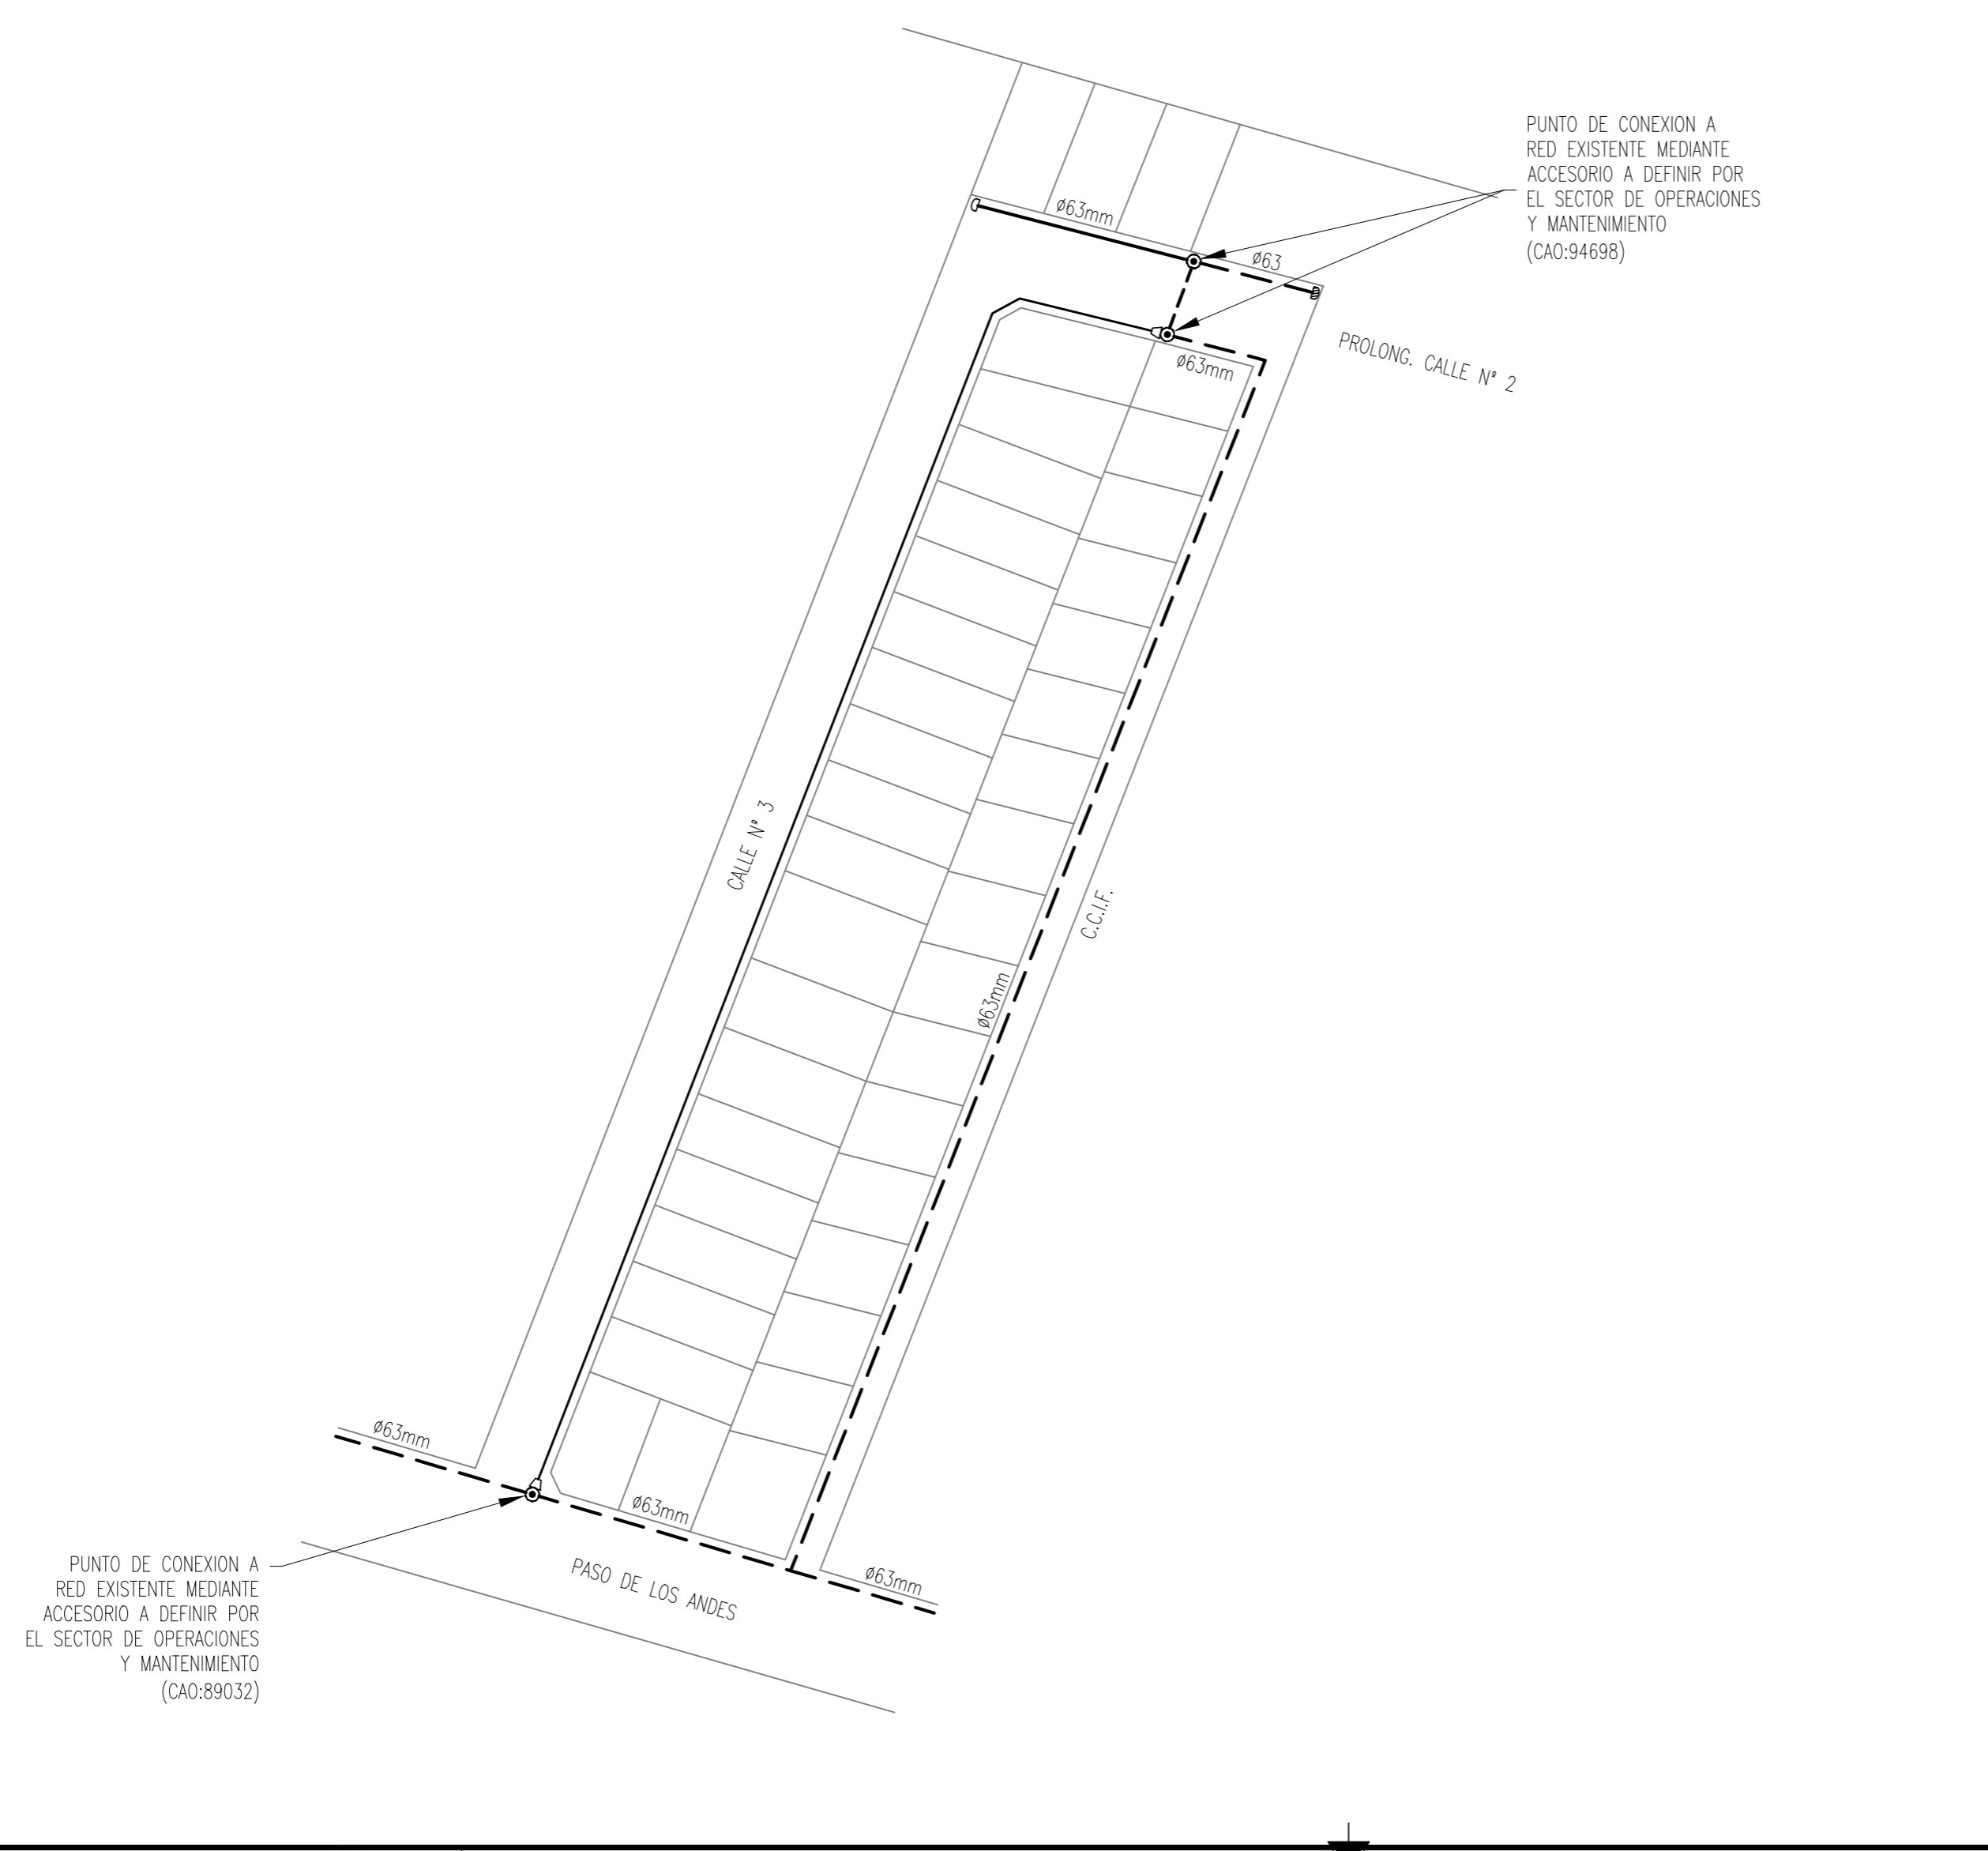 PUNTO DE CONEXION A
RED EXISTENTE MEDIANTE
ACCESORIO A DEFINIR POR
EL SECTOR DE OPERACIONES
Y MANTENIMIENTO
(CAO:94698)
ø63mm
ø63
ø63mm
PROLONG. CALLE Nº 2
CALLE Nº 3
C.C.I.F.
ø63mm
ø63mm
ø63mm
PASO DE LOS ANDES
ø63mm
PUNTO DE CONEXION A
RED EXISTENTE MEDIANTE
ACCESORIO A DEFINIR POR
EL SECTOR DE OPERACIONES
Y MANTENIMIENTO
(CAO:89032)